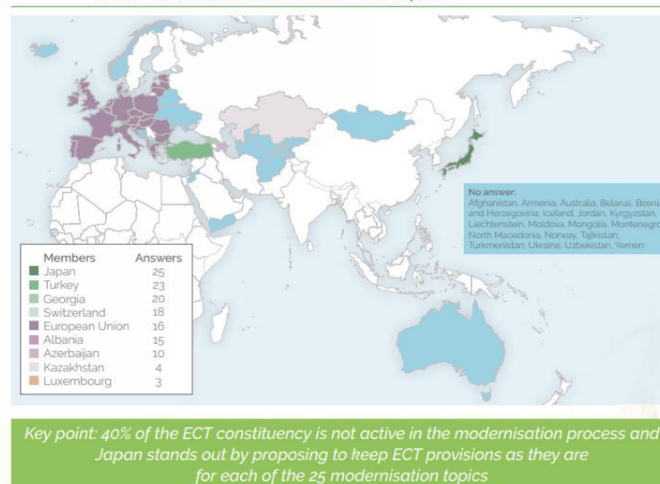 No answer:
Afghanistan, Armenia, Australia, Belarus, Bosnia
and Herzegovina, Iceland, Jordan, Kyrgyzstan,
Liechtenstein, Moldova, Mongolia, Montenegro,
North Macedonia, Norway, Tajikistan,
Turkmenistan, Ukraine, Uzbekistan, Yemen
Members Answers
Japan 25
Turkey 23
Georgia 20
Switzerland 18
European Union 16
Albania 15
Azerbaijan 10
Kazakhstan 4
Luxembourg 3
Key point: 40% of the ECT constituency is not active in the modernisation process and
Japan stands out by proposing to keep ECT provisions as they are
for each of the 25 modernisation topics